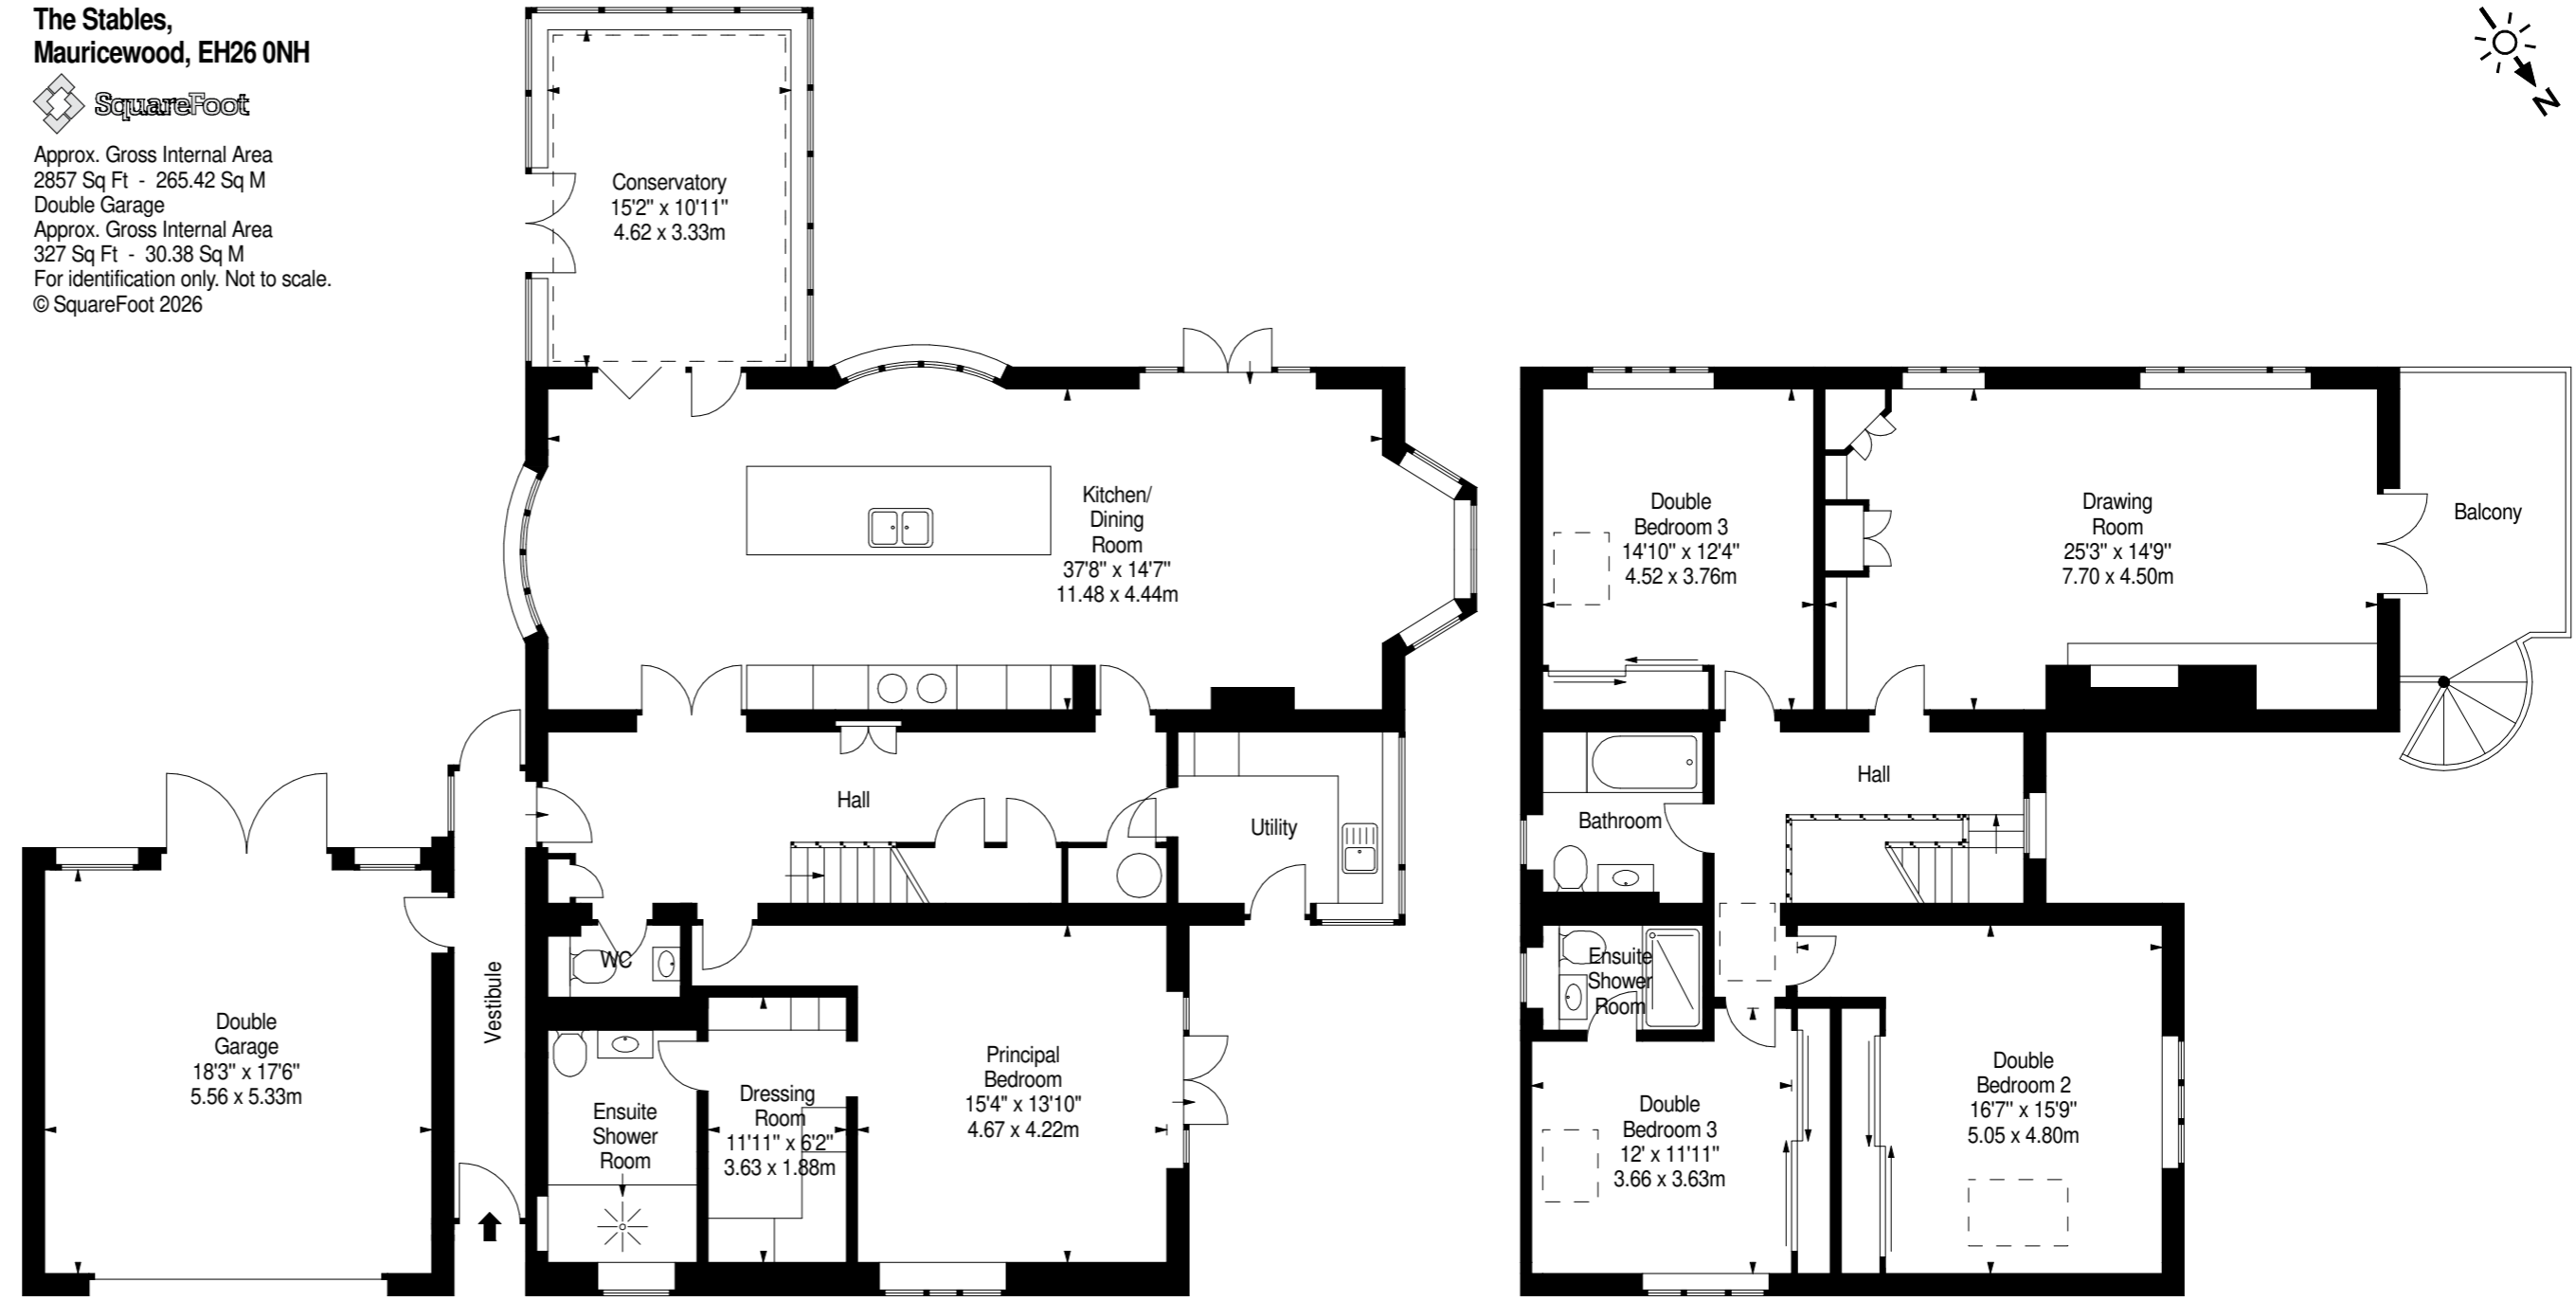 The Stables,
Mauricewood, EH26 0NH
SquareFoot
Approx. Gross Internal Area
2857 Sq Ft - 265.42 Sq M
Double Garage
Approx. Gross Internal Area
327 Sq Ft - 30.38 Sq M
For identification only. Not to scale.
© SquareFoot 2026
N
Conservatory
15'2" x 10'11"
4.62 x 3.33m
Kitchen/
Dining
Room
37'8" x 14'7"
11.48 x 4.44m
Hall
Utility
WC
Vestibule
Double
Garage
18'3" x 17'6"
5.56 x 5.33m
Ensuite
Shower
Room
Dressing
Room
11'11" x 6'2"
3.63 x 1.88m
Principal
Bedroom
15'4" x 13'10"
4.67 x 4.22m
Double
Bedroom 3
14'10" x 12'4"
4.52 x 3.76m
Drawing
Room
25'3" x 14'9"
7.70 x 4.50m
Balcony
Hall
Bathroom
Ensuite
Shower
Room
Double
Bedroom 3
12' x 11'11"
3.66 x 3.63m
Double
Bedroom 2
16'7" x 15'9"
5.05 x 4.80m